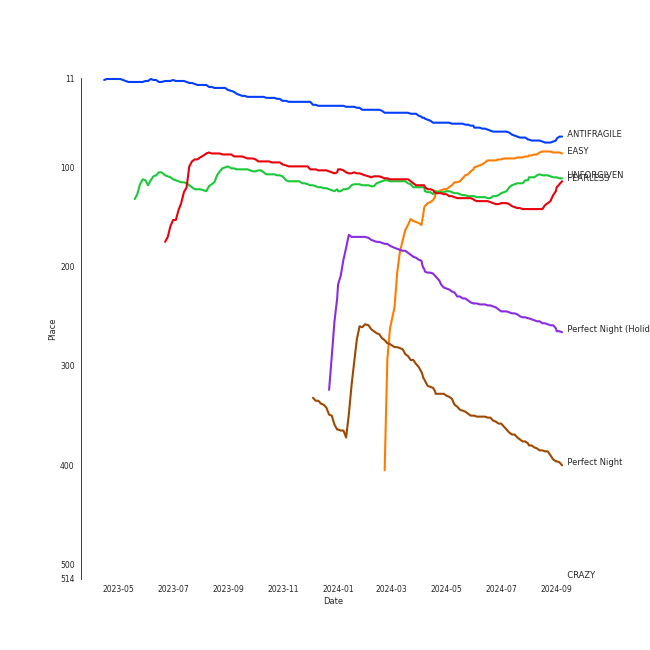 11
100
200
300
400
500
514
Place
2023-05
2023-07
2023-09
2023-11
2024-01
2024-03
2024-05
2024-07
2024-09
Date
ANTIFRAGILE
EASY
UNFORGIVEN
FEARLESS
Perfect Night (Holid
Perfect Night
CRAZY